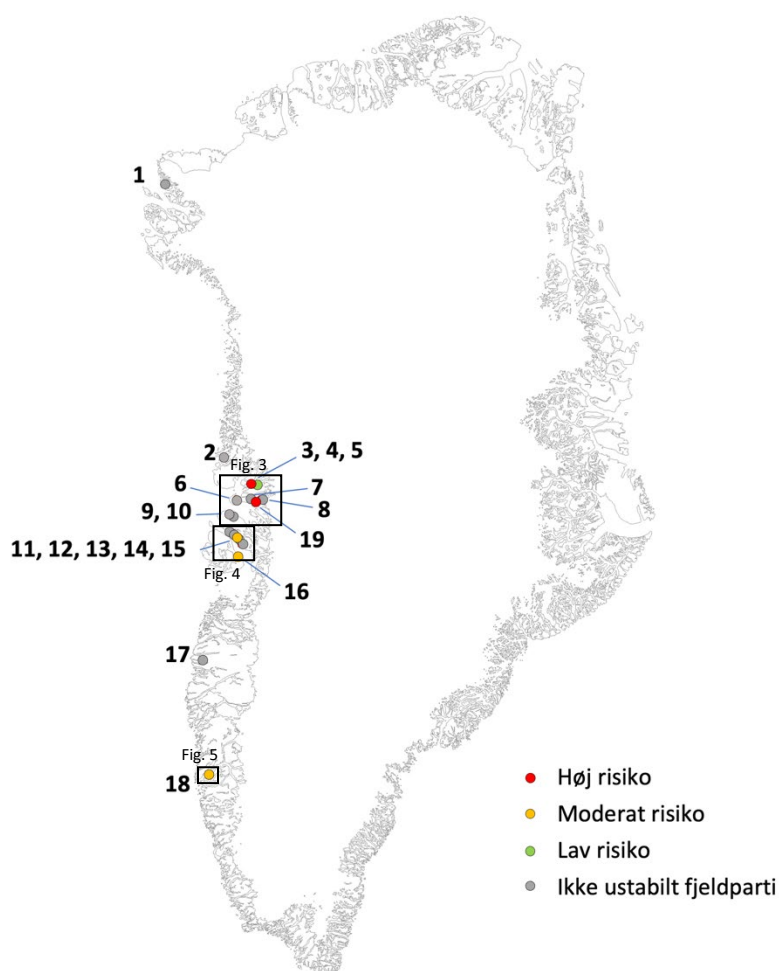 1
2
3, 4, 5
Fig. 3
6
7
8
9, 10
19
11, 12, 13, 14, 15
Fig. 4
16
17
Fig. 5
18
Høj risiko
Moderat risiko
Lav risiko
Ikke ustabilt fjeldparti